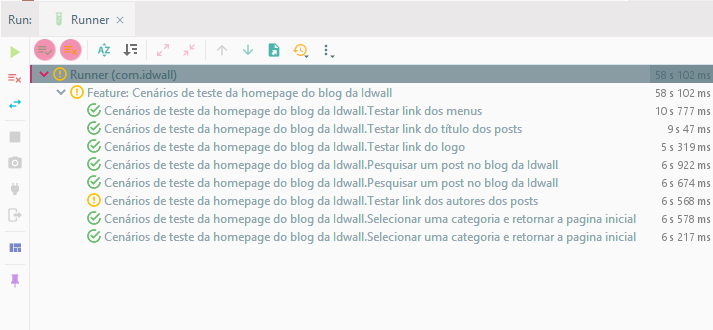 Run: Runner ×
Runner (com.idwall) 58 s 102 ms
Feature: Cenários de teste da homepage do blog da Idwall 58 s 102 ms
Cenários de teste da homepage do blog da Idwall.Testar link dos menus 10 s 777 ms
Cenários de teste da homepage do blog da Idwall.Testar link do título dos posts 9 s 47 ms
Cenários de teste da homepage do blog da Idwall.Testar link do logo 5 s 319 ms
Cenários de teste da homepage do blog da Idwall.Pesquisar um post no blog da Idwall 6 s 922 ms
Cenários de teste da homepage do blog da Idwall.Pesquisar um post no blog da Idwall 6 s 674 ms
Cenários de teste da homepage do blog da Idwall.Testar link dos autores dos posts 6 s 568 ms
Cenários de teste da homepage do blog da Idwall.Selecionar uma categoria e retornar a pagina inicial 6 s 578 ms
Cenários de teste da homepage do blog da Idwall.Selecionar uma categoria e retornar a pagina inicial 6 s 217 ms